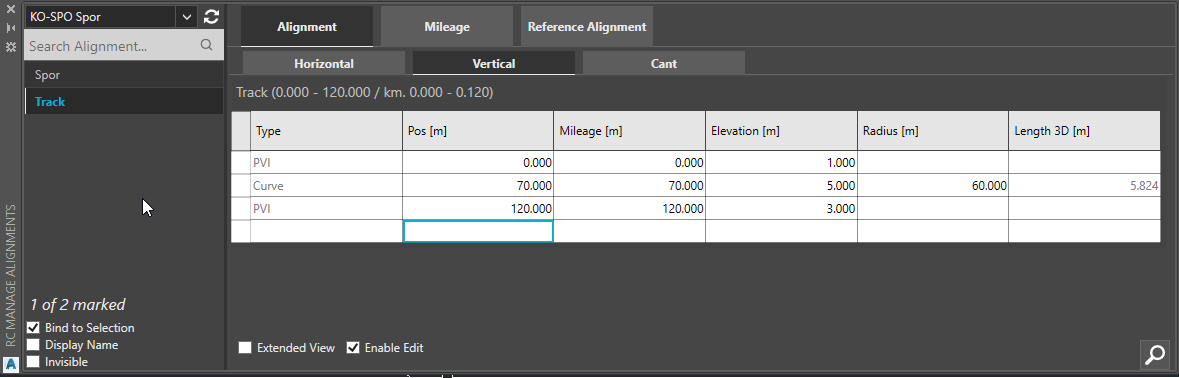 KO-SPO Spor
Search Alignment...
Spor
Track
1 of 2 marked
Bind to Selection
Display Name
Invisible
RC MANAGE ALIGNMENTS
A
Alignment Mileage Reference Alignment
Horizontal Vertical Cant
Track (0.000 - 120.000 / km. 0.000 - 0.120)
Type Pos [m] Mileage [m] Elevation [m] Radius [m] Length 3D [m]
PVI 0.000 0.000 1.000
Curve 70.000 70.000 5.000 60.000 5.824
PVI 120.000 120.000 3.000
Extended View Enable Edit